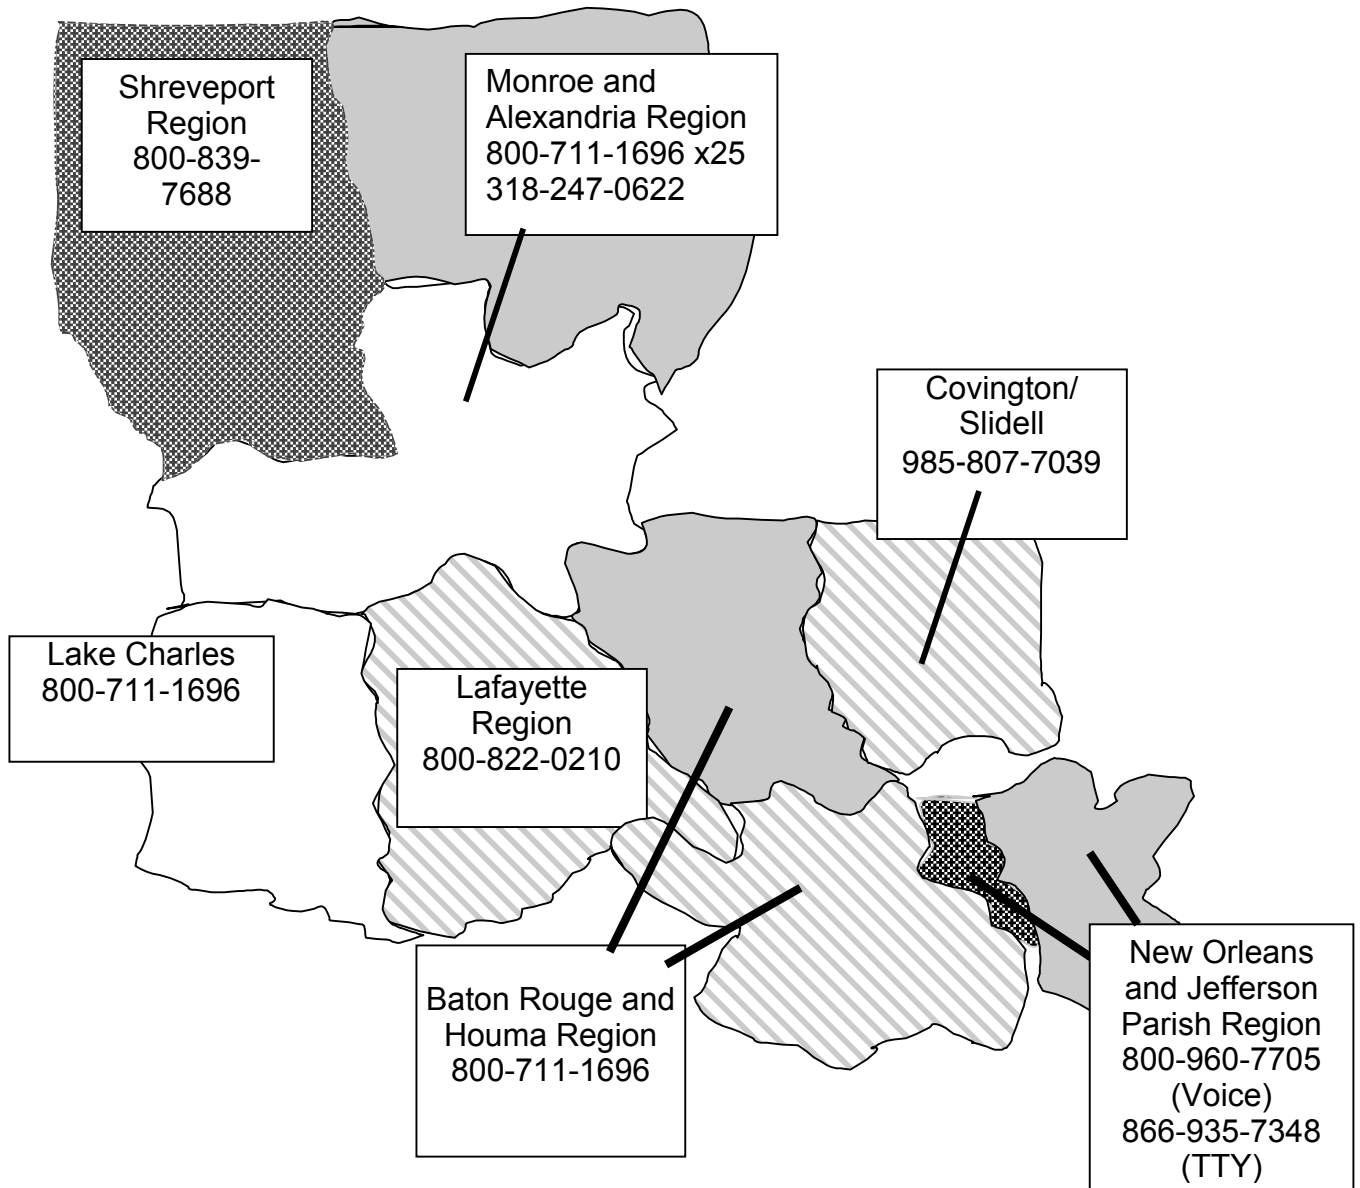 Shreveport
Region
800-839-
7688
Monroe and
Alexandria Region
800-711-1696 x25
318-247-0622
Covington/
Slidell
985-807-7039
Lake Charles
800-711-1696
Lafayette
Region
800-822-0210
Baton Rouge and
Houma Region
800-711-1696
New Orleans
and Jefferson
Parish Region
800-960-7705
(Voice)
866-935-7348
(TTY)